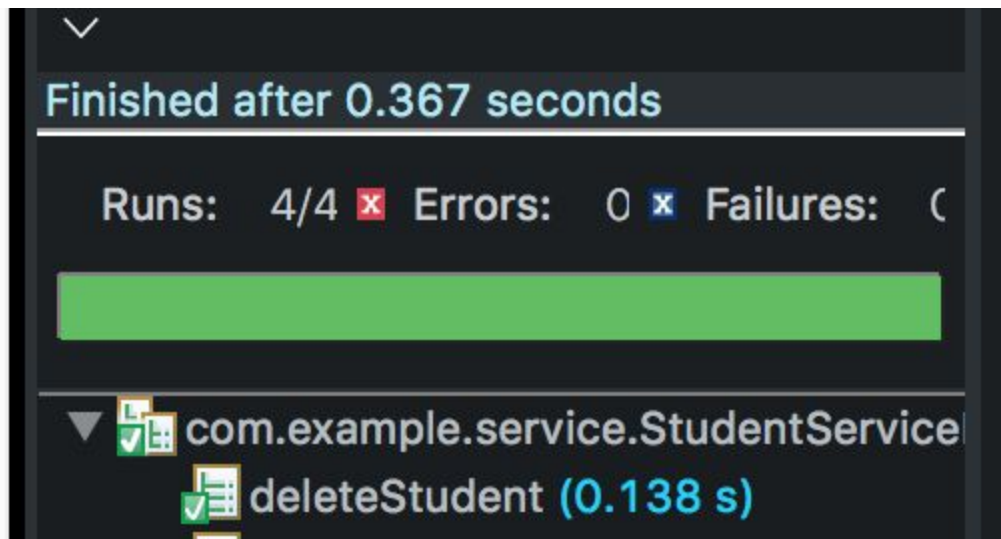 Finished after 0.367 seconds
Runs: 4/4 Errors: 0 Failures:
com.example.service.StudentService
deleteStudent (0.138 s)